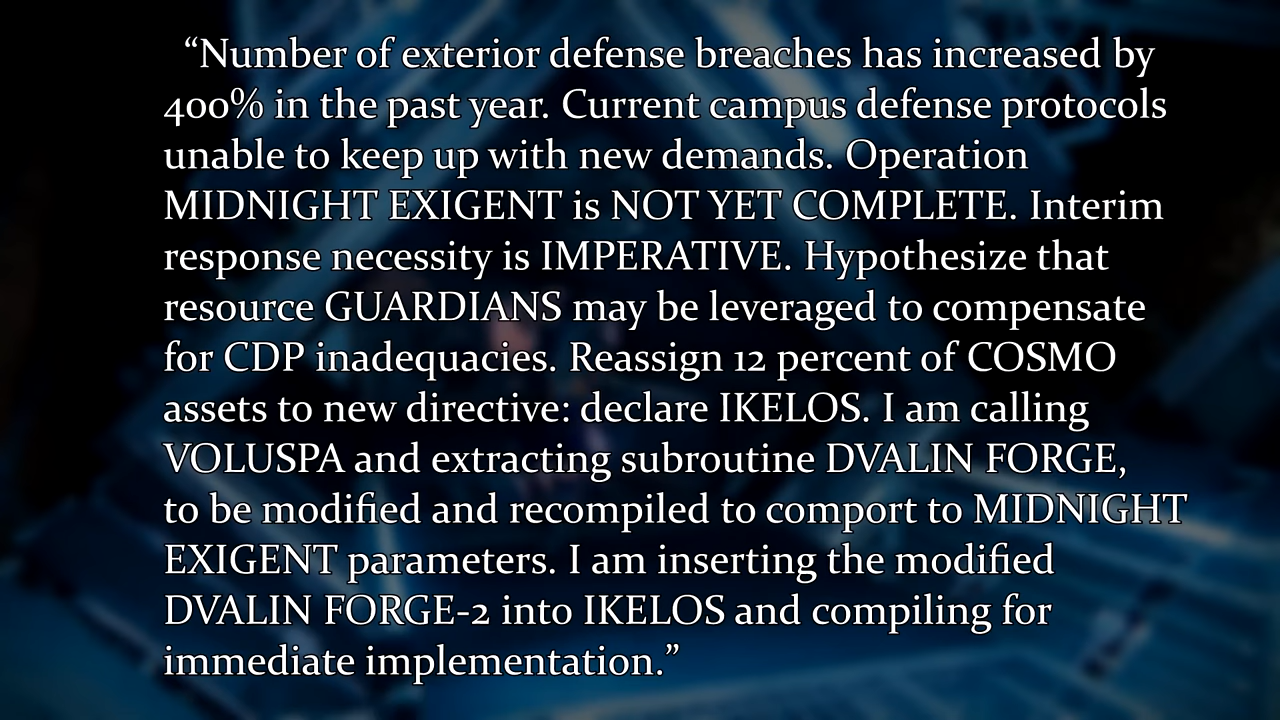 “Number of exterior defense breaches has increased by
400% in the past year. Current campus defense protocols
unable to keep up with new demands. Operation
MIDNIGHT EXIGENT is NOT YET COMPLETE. Interim
response necessity is IMPERATIVE. Hypothesize that
resource GUARDIANS may be leveraged to compensate
for CDP inadequacies. Reassign 12 percent of COSMO
assets to new directive: declare IKELOS. I am calling
VOLUSPA and extracting subroutine DVALIN FORGE,
to be modified and recompiled to comport to MIDNIGHT
EXIGENT parameters. I am inserting the modified
DVALIN FORGE-2 into IKELOS and compiling for
immediate implementation.”